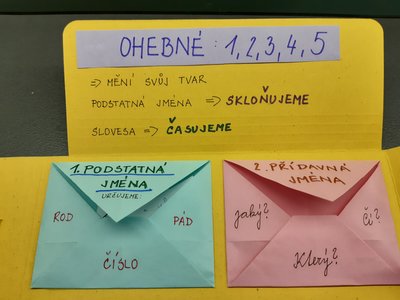 OHEBNÉ: 1,2,3,4,5
=> MĚNÍ SVŮJ TVAR
PODSTATNÁ JMÉNA => SKLOŇUJEME
SLOVESA => ČASUJEME
1. PODSTATNÁ
JMÉNA
URČUJEME:
ROD
PÁD
ČÍSLO
2. PŘÍDAVNÁ
JMÉNA
Jaký?
Čí?
Který?